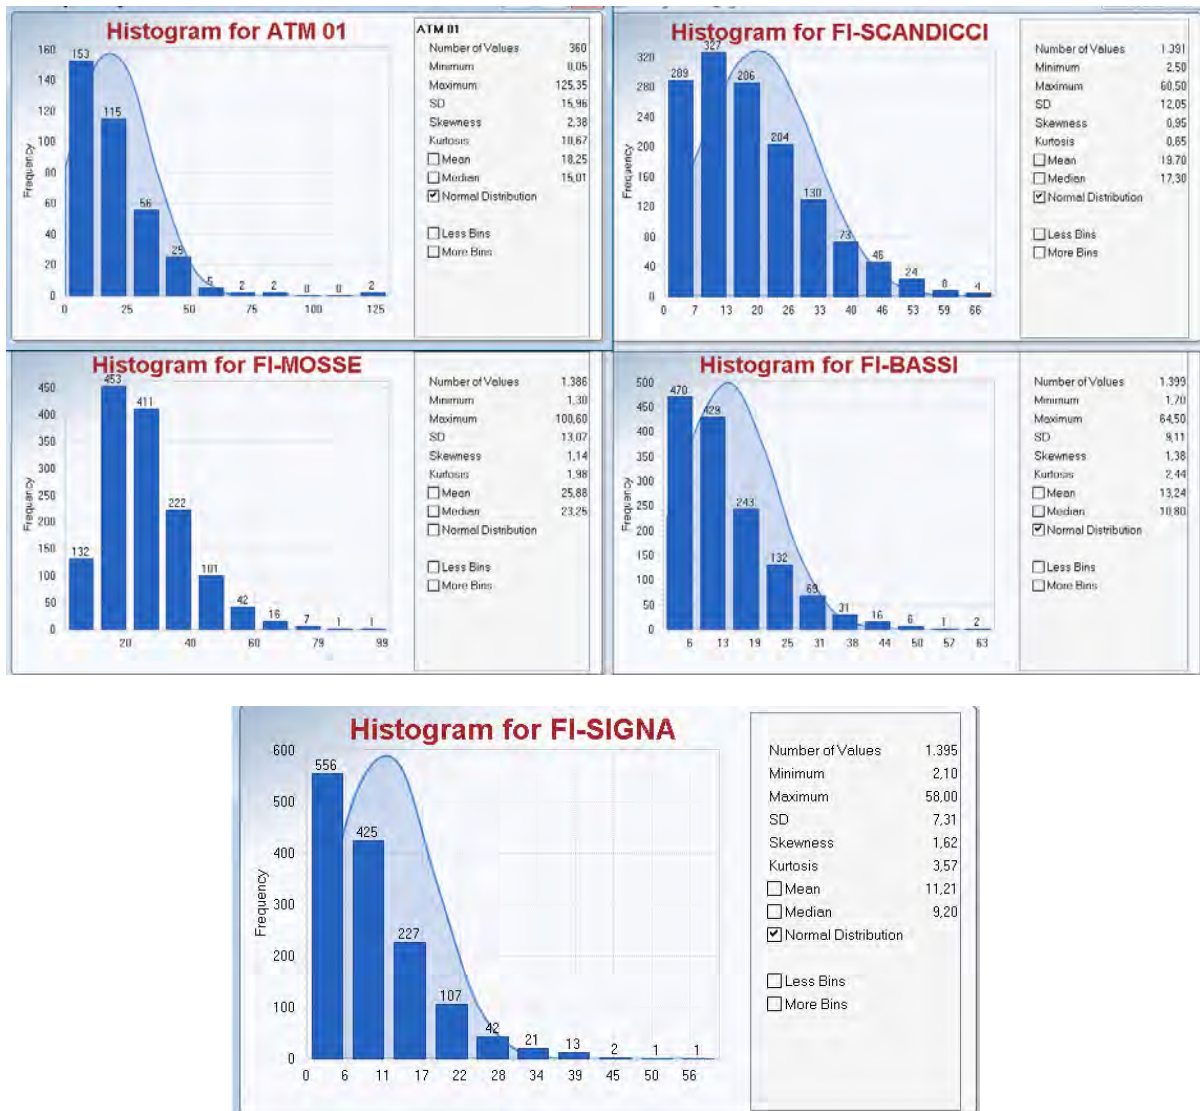 Histogram for ATM 01
Frequency
160
140
120
100
80
60
40
20
0
153
115
56
25
5
2
2
0
0
2
0 25 50 75 100 125
ATM 01
Number of Values 360
Minimum 0,05
Maximum 125,35
SD 15,96
Skewness 2,38
Kurtosis 10,67
Mean 18,25
Median 15,01
Normal Distribution
Less Bins
More Bins
Histogram for FI-SCANDICCI
Frequency
320
280
240
200
160
120
80
40
0
289
327
286
204
130
73
46
24
8
4
0 7 13 20 26 33 40 46 53 59 66
Number of Values 1.391
Minimum 2,50
Maximum 60,50
SD 12,05
Skewness 0,95
Kurtosis 0,65
Mean 19,70
Median 17,30
Normal Distribution
Less Bins
More Bins
Histogram for FI-MOSSE
Frequency
450
400
350
300
250
200
150
100
50
0
132
453
411
222
101
42
16
7
1
1
20 40 60 79 99
Number of Values 1.386
Minimum 1,30
Maximum 100,60
SD 13,07
Skewness 1,14
Kurtosis 1,98
Mean 25,88
Median 23,25
Normal Distribution
Less Bins
More Bins
Histogram for FI-BASSI
Frequency
500
450
400
350
300
250
200
150
100
50
0
470
429
243
132
69
31
16
6
1
2
6 13 19 25 31 38 44 50 57 63
Number of Values 1.399
Minimum 1,70
Maximum 64,50
SD 9,11
Skewness 1,38
Kurtosis 2,44
Mean 13,24
Median 10,80
Normal Distribution
Less Bins
More Bins
Histogram for FI-SIGNA
Frequency
600
500
400
300
200
100
0
556
425
227
107
42
21
13
2
1
1
0 6 11 17 22 28 34 39 45 50 56
Number of Values 1.395
Minimum 2,10
Maximum 58,00
SD 7,31
Skewness 1,62
Kurtosis 3,57
Mean 11,21
Median 9,20
Normal Distribution
Less Bins
More Bins